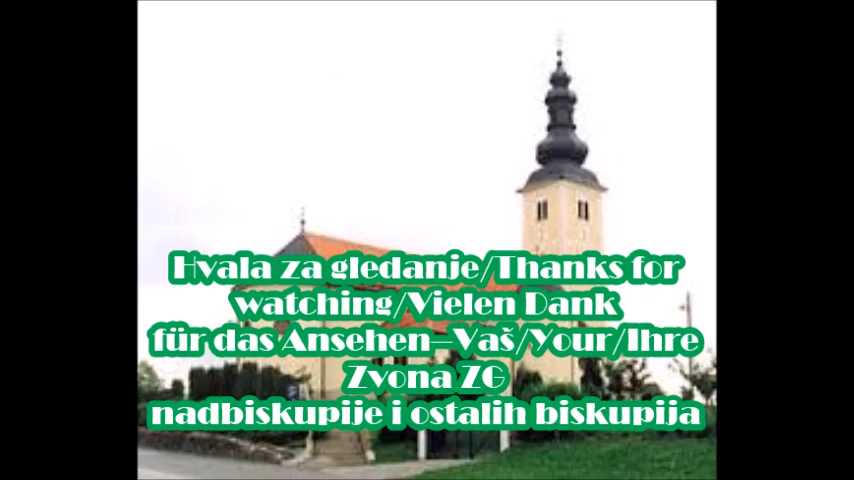 Hvala za gledanje/Thanks for
watching/Vielen Dank
für das Ansehen–Vaš/Your/Ihre
Zvona ZG
nadbiskupije i ostalih biskupija